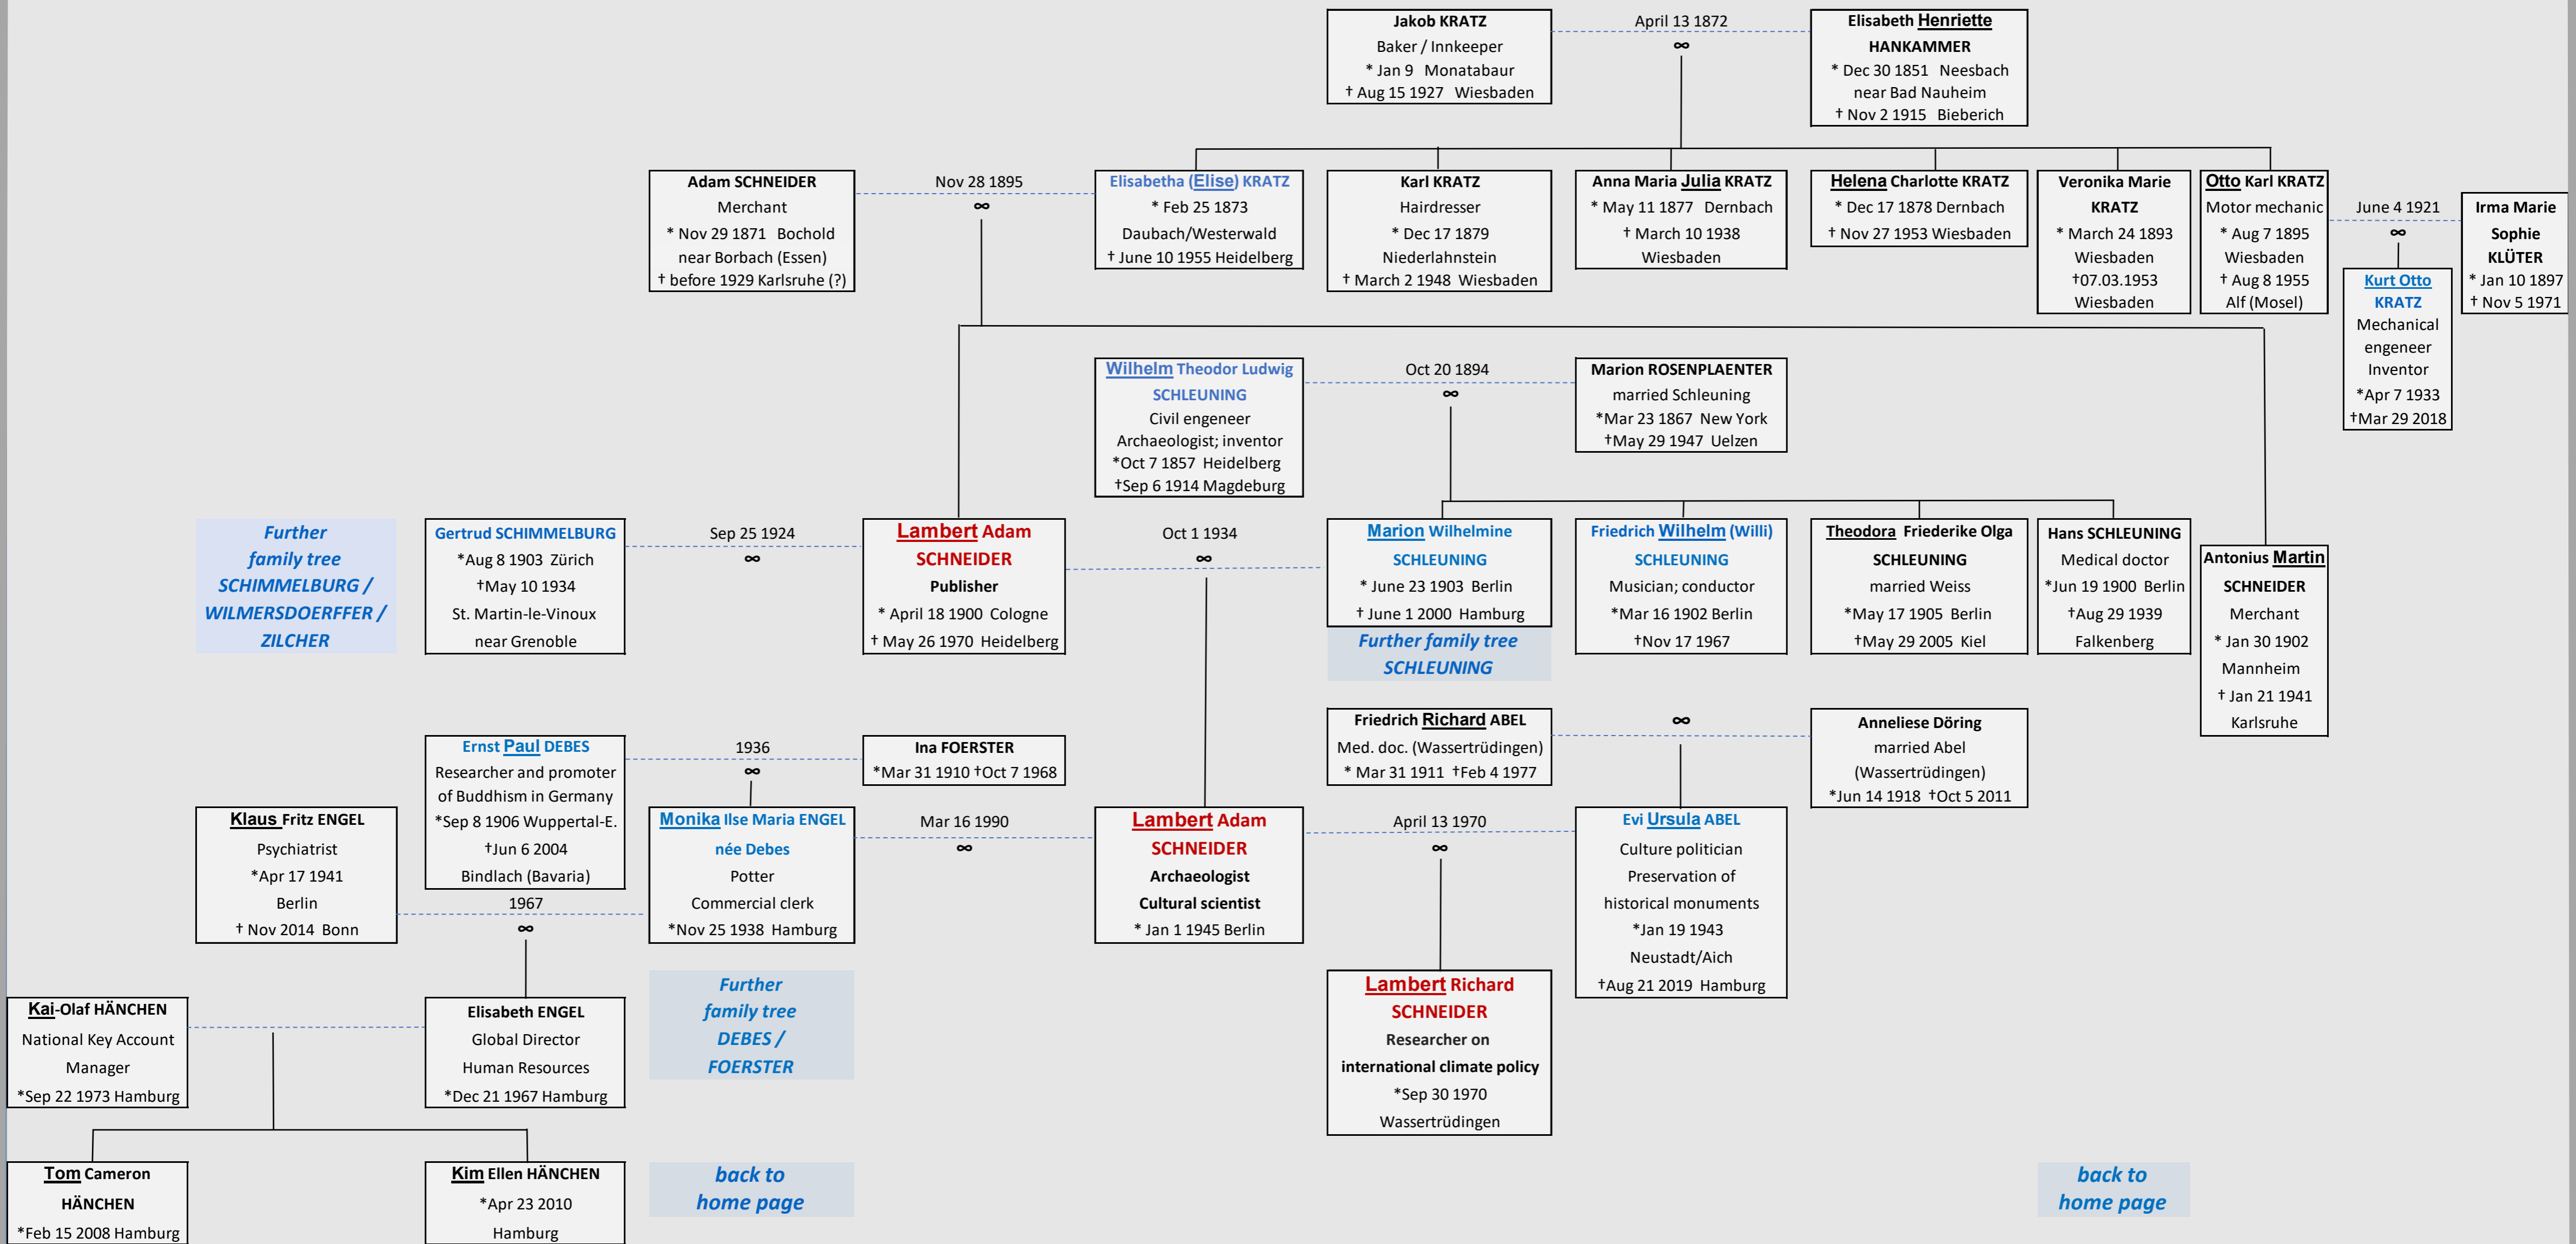 Jakob KRATZ
Baker / Innkeeper
* Jan 9 Monatabaur
† Aug 15 1927 Wiesbaden
April 13 1872
∞
Elisabeth Henriette
HANKAMMER
* Dec 30 1851 Neesbach
near Bad Nauheim
† Nov 2 1915 Bieberich
Adam SCHNEIDER
Merchant
* Nov 29 1871 Bochold
near Borbach (Essen)
† before 1929 Karlsruhe (?)
Nov 28 1895
∞
Elisabetha (Elise) KRATZ
* Feb 25 1873
Daubach/Westerwald
† June 10 1955 Heidelberg
Karl KRATZ
Hairdresser
* Dec 17 1879
Niederlahnstein
† March 2 1948 Wiesbaden
Anna Maria Julia KRATZ
* May 11 1877 Dernbach
† March 10 1938
Wiesbaden
Helena Charlotte KRATZ
* Dec 17 1878 Dernbach
† Nov 27 1953 Wiesbaden
Veronika Marie
KRATZ
* March 24 1893
Wiesbaden
†07.03.1953
Wiesbaden
Otto Karl KRATZ
Motor mechanic
* Aug 7 1895
Wiesbaden
† Aug 8 1955
Alf (Mosel)
June 4 1921
∞
Irma Marie
Sophie
KLÜTER
* Jan 10 1897
† Nov 5 1971
Kurt Otto
KRATZ
Mechanical
engeneer
Inventor
*Apr 7 1933
†Mar 29 2018
Wilhelm Theodor Ludwig
SCHLEUNING
Civil engeneer
Archaeologist; inventor
*Oct 7 1857 Heidelberg
†Sep 6 1914 Magdeburg
Oct 20 1894
∞
Marion ROSENPLAENTER
married Schleuning
*Mar 23 1867 New York
†May 29 1947 Uelzen
Further
family tree
SCHIMMELBURG /
WILMERSDOERFFER /
ZILCHER
Gertrud SCHIMMELBURG
*Aug 8 1903 Zürich
†May 10 1934
St. Martin-le-Vinoux
near Grenoble
Sep 25 1924
∞
Lambert Adam
SCHNEIDER
Publisher
* April 18 1900 Cologne
† May 26 1970 Heidelberg
Oct 1 1934
∞
Marion Wilhelmine
SCHLEUNING
* June 23 1903 Berlin
† June 1 2000 Hamburg
Further family tree
SCHLEUNING
Friedrich Wilhelm (Willi)
SCHLEUNING
Musician; conductor
*Mar 16 1902 Berlin
†Nov 17 1967
Theodora Friederike Olga
SCHLEUNING
married Weiss
*May 17 1905 Berlin
†May 29 2005 Kiel
Hans SCHLEUNING
Medical doctor
*Jun 19 1900 Berlin
†Aug 29 1939
Falkenberg
Antonius Martin
SCHNEIDER
Merchant
* Jan 30 1902
Mannheim
† Jan 21 1941
Karlsruhe
Ernst Paul DEBES
Researcher and promoter
of Buddhism in Germany
*Sep 8 1906 Wuppertal-E.
†Jun 6 2004
Bindlach (Bavaria)
1936
∞
Ina FOERSTER
*Mar 31 1910 †Oct 7 1968
Friedrich Richard ABEL
Med. doc. (Wassertrüdingen)
* Mar 31 1911 †Feb 4 1977
∞
Anneliese Döring
married Abel
(Wassertrüdingen)
*Jun 14 1918 †Oct 5 2011
Klaus Fritz ENGEL
Psychiatrist
*Apr 17 1941
Berlin
† Nov 2014 Bonn
1967
∞
Monika Ilse Maria ENGEL
née Debes
Potter
Commercial clerk
*Nov 25 1938 Hamburg
Mar 16 1990
∞
Lambert Adam
SCHNEIDER
Archaeologist
Cultural scientist
* Jan 1 1945 Berlin
April 13 1970
∞
Evi Ursula ABEL
Culture politician
Preservation of
historical monuments
*Jan 19 1943
Neustadt/Aich
†Aug 21 2019 Hamburg
Kai-Olaf HÄNCHEN
National Key Account
Manager
*Sep 22 1973 Hamburg
Elisabeth ENGEL
Global Director
Human Resources
*Dec 21 1967 Hamburg
Further
family tree
DEBES /
FOERSTER
Lambert Richard
SCHNEIDER
Researcher on
international climate policy
*Sep 30 1970
Wassertrüdingen
Tom Cameron
HÄNCHEN
*Feb 15 2008 Hamburg
Kim Ellen HÄNCHEN
*Apr 23 2010
Hamburg
back to
home page
back to
home page